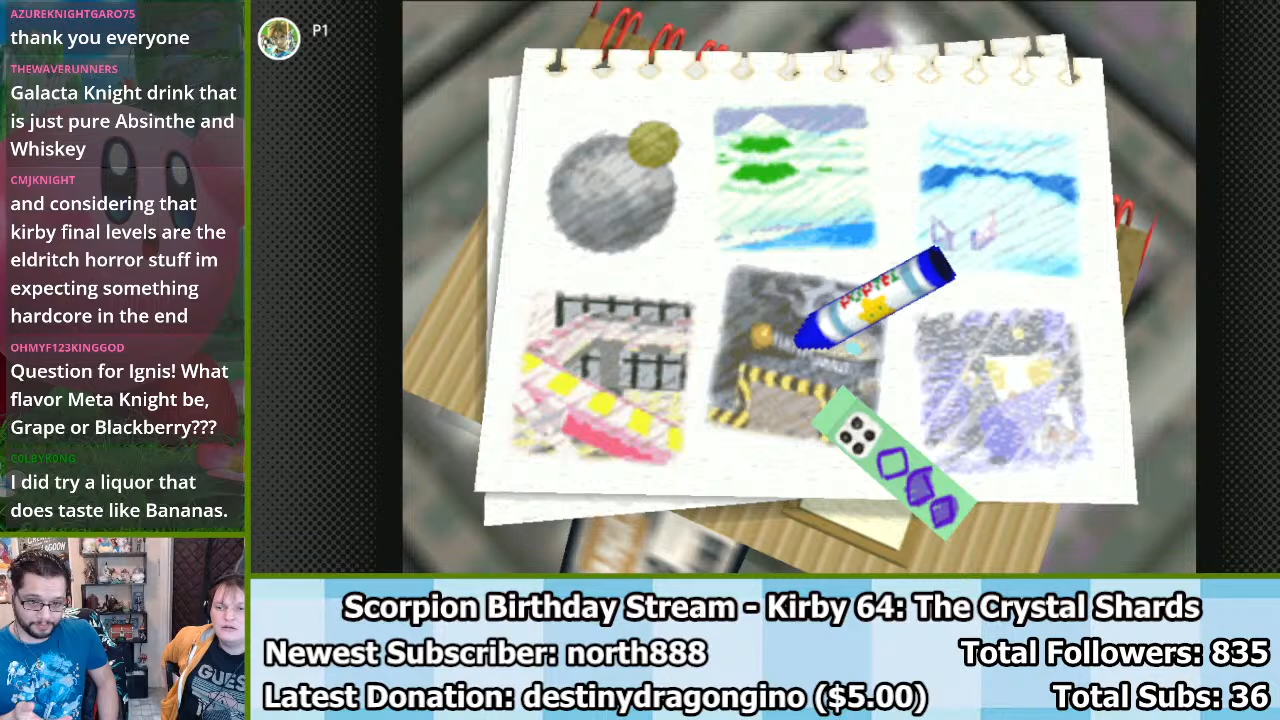 AZUREKNIGHTGARO75
thank you everyone
THEWAVERUNNERS
Galacta Knight drink that
is just pure Absinthe and
Whiskey
CMJKNIGHT
and considering that
kirby final levels are the
eldritch horror stuff im
expecting something
hardcore in the end
OHMYF123KINGGOD
Question for Ignis! What
flavor Meta Knight be,
Grape or Blackberry???
C0LBYK0NG
I did try a liquor that
does taste like Bananas.
P1
POPSTAR
GUES
Scorpion Birthday Stream - Kirby 64: The Crystal Shards
Newest Subscriber: north888
Total Followers: 835
Latest Donation: destinydragongino ($5.00)
Total Subs: 36